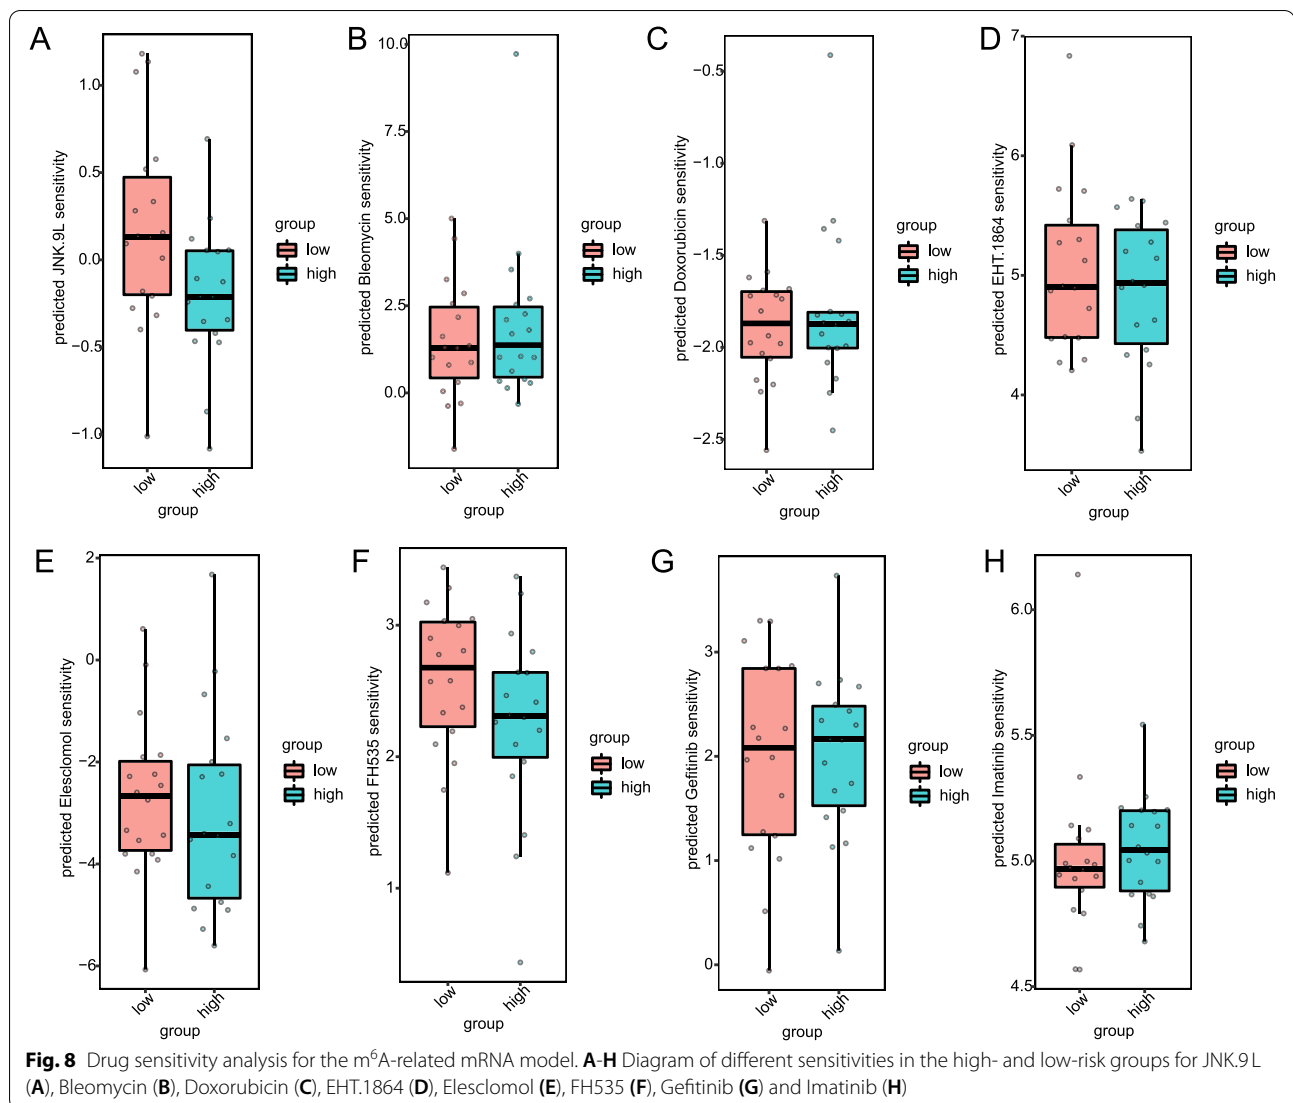 A
predicted JNK.9L sensitivity
1.0
0.5
0.0
−0.5
−1.0
low
high
group
group
low
high
B
predicted Bleomycin sensitivity
10.0
7.5
5.0
2.5
0.0
low
high
group
group
low
high
C
predicted Doxorubicin sensitivity
−0.5
−1.0
−1.5
−2.0
−2.5
low
high
group
group
low
high
D
predicted EHT.1864 sensitivity
7
6
5
4
low
high
group
group
low
high
E
predicted Elesclomol sensitivity
2
0
−2
−4
−6
low
high
group
group
low
high
F
predicted FH535 sensitivity
3
2
1
low
high
group
group
low
high
G
predicted Gefitinib sensitivity
3
2
1
0
low
high
group
group
low
high
H
predicted Imatinib sensitivity
6.0
5.5
5.0
4.5
low
high
group
group
low
high
Fig. 8 Drug sensitivity analysis for the m⁶A-related mRNA model. A-H Diagram of different sensitivities in the high- and low-risk groups for JNK.9 L
(A), Bleomycin (B), Doxorubicin (C), EHT.1864 (D), Elesclomol (E), FH535 (F), Gefitinib (G) and Imatinib (H)